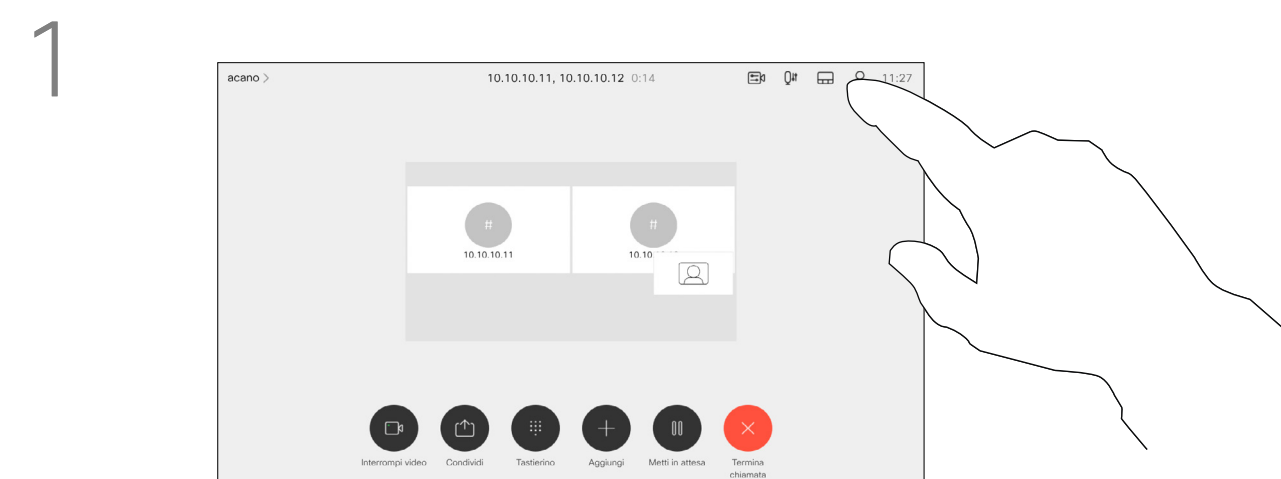 1
acano >
10.10.10.11, 10.10.10.12 0:14
11:27
# #
10.10.10.11
Interrompi video Condividi Tastierino Aggiungi Metti in attesa Termina
chiamata